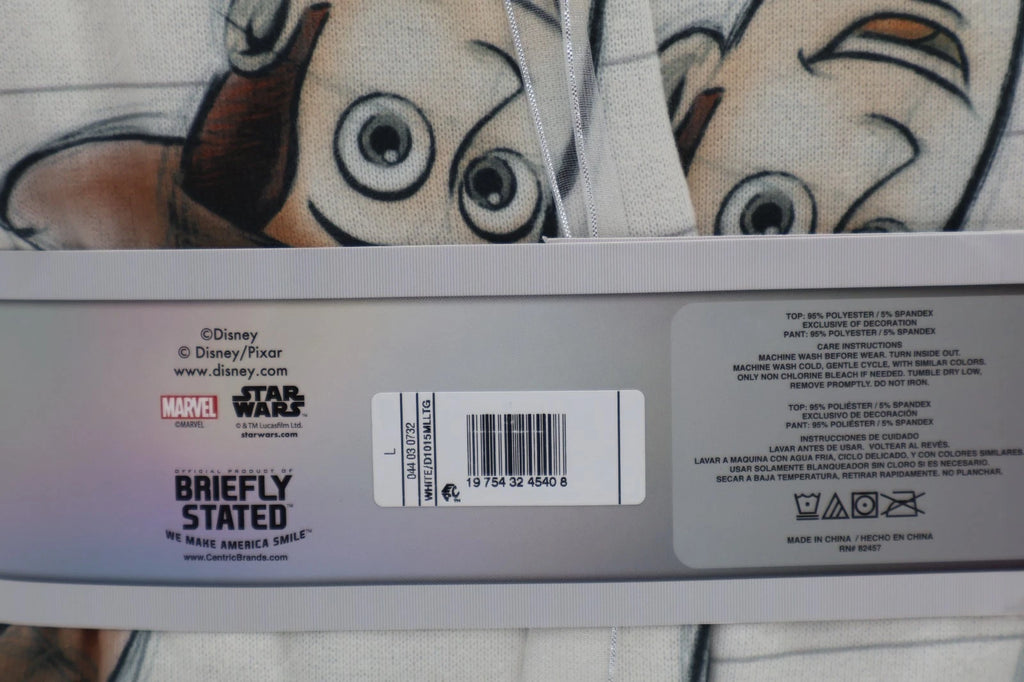 ©Disney
© Disney/Pixar
www.disney.com
MARVEL
©MARVEL
STAR
WARS™
© & TM Lucasfilm Ltd.
starwars.com
OFFICIAL PRODUCT OF
BRIEFLY
STATED™
WE MAKE AMERICA SMILE™
www.CentricBrands.com
L
044 03 0732
WHITE/D1015MLLTG
19 754 32 4540 8
TOP: 95% POLYESTER / 5% SPANDEX
EXCLUSIVE OF DECORATION
PANT: 95% POLYESTER / 5% SPANDEX
CARE INSTRUCTIONS
MACHINE WASH BEFORE WEAR. TURN INSIDE OUT.
MACHINE WASH COLD, GENTLE CYCLE, WITH SIMILAR COLORS.
ONLY NON CHLORINE BLEACH IF NEEDED. TUMBLE DRY LOW,
REMOVE PROMPTLY. DO NOT IRON.
TOP: 95% POLIÉSTER / 5% SPANDEX
EXCLUSIVO DE DECORACIÓN
PANT: 95% POLIÉSTER / 5% SPANDEX
INSTRUCCIONES DE CUIDADO
LAVAR ANTES DE USAR. VOLTEAR AL REVÉS.
LAVAR A MAQUINA CON AGUA FRIA, CICLO DELICADO, Y CON COLORES SIMILARES.
USAR SOLAMENTE BLANQUEADOR SIN CLORO SI ES NECESARIO.
SECAR A BAJA TEMPERATURA, RETIRAR RAPIDAMENTE. NO PLANCHAR.
MADE IN CHINA / HECHO EN CHINA
RN# 82457